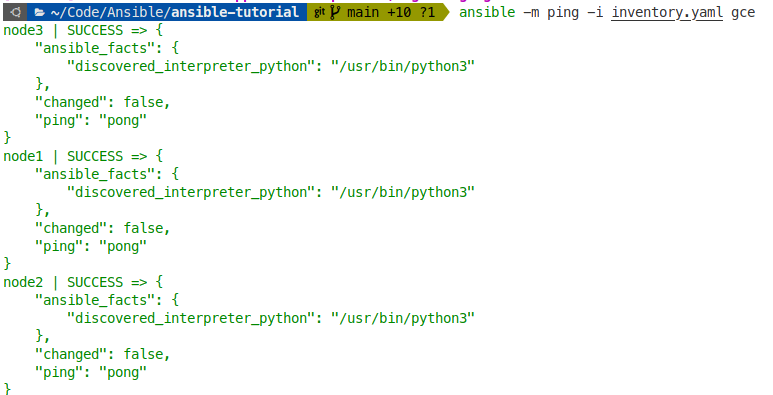 ~/Code/Ansible/ansible-tutorial git main +10 ?1 ansible -m ping -i inventory.yaml gce
node3 | SUCCESS => {
    "ansible_facts": {
        "discovered_interpreter_python": "/usr/bin/python3"
    },
    "changed": false,
    "ping": "pong"
}
node1 | SUCCESS => {
    "ansible_facts": {
        "discovered_interpreter_python": "/usr/bin/python3"
    },
    "changed": false,
    "ping": "pong"
}
node2 | SUCCESS => {
    "ansible_facts": {
        "discovered_interpreter_python": "/usr/bin/python3"
    },
    "changed": false,
    "ping": "pong"
}